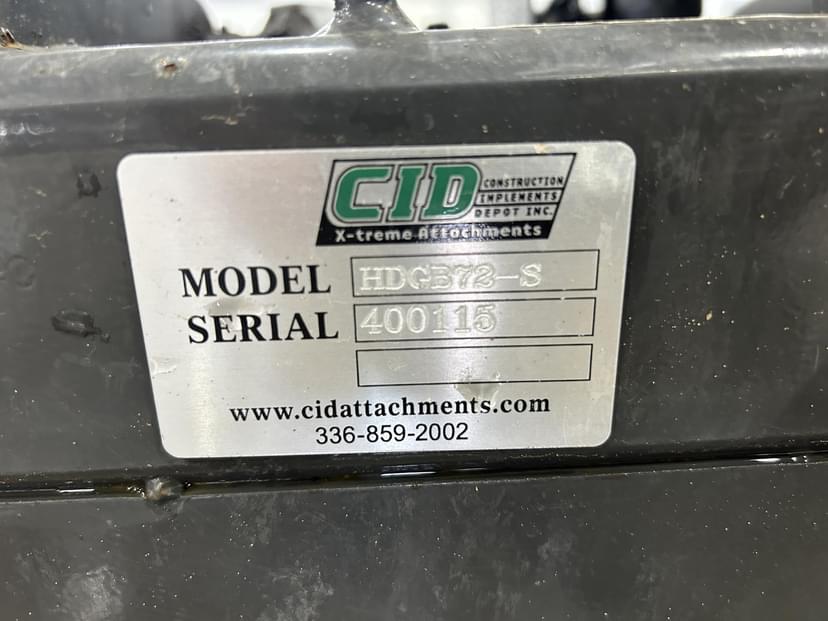 CID
CONSTRUCTION
IMPLEMENTS
DEPOT INC.
X-treme Attachments
MODEL HDGB72-S
SERIAL 400115
www.cidattachments.com
336-859-2002